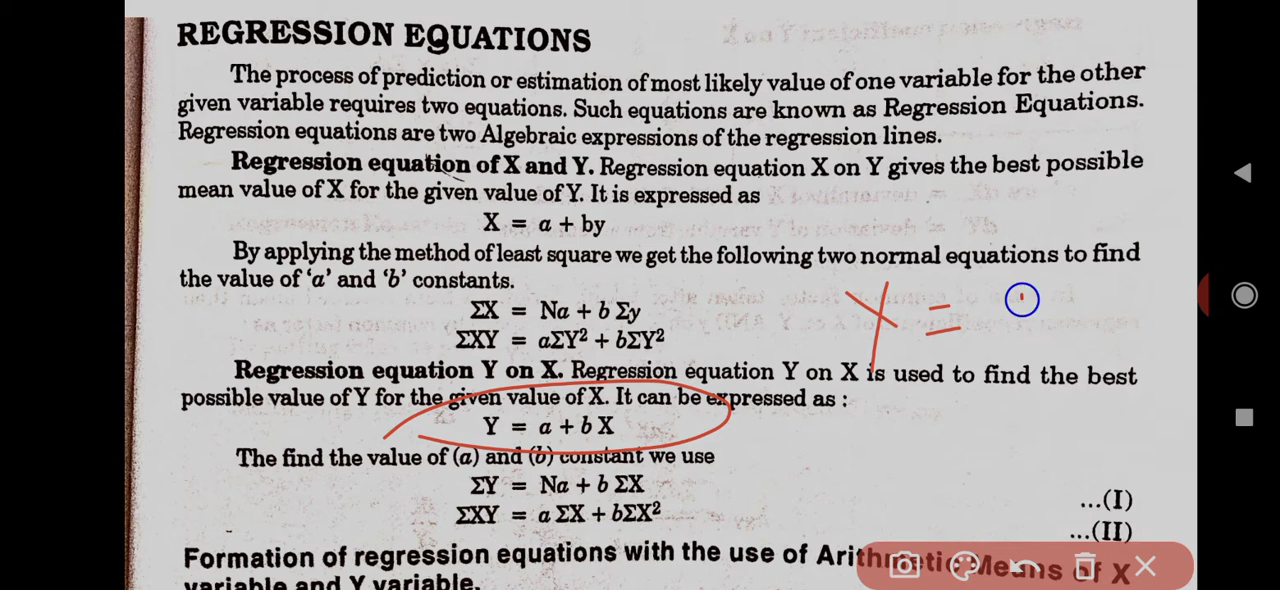 REGRESSION EQUATIONS
The process of prediction or estimation of most likely value of one variable for the other
given variable requires two equations. Such equations are known as Regression Equations.
Regression equations are two Algebraic expressions of the regression lines.
Regression equation of X and Y. Regression equation X on Y gives the best possible
mean value of X for the given value of Y. It is expressed as
X = a + by
By applying the method of least square we get the following two normal equations to find
the value of ‘a’ and ‘b’ constants.
ΣX = Na + b Σy
ΣXY = aΣY² + bΣY²
Y =
Regression equation Y on X. Regression equation Y on X is used to find the best
possible value of Y for the given value of X. It can be expressed as :
Y = a + b X
The find the value of (a) and (b) constant we use
ΣY = Na + b ΣX
...(I)
ΣXY = a ΣX + bΣX²
...(II)
Formation of regression equations with the use of Arithmetic Means of X
variable and Y variable.